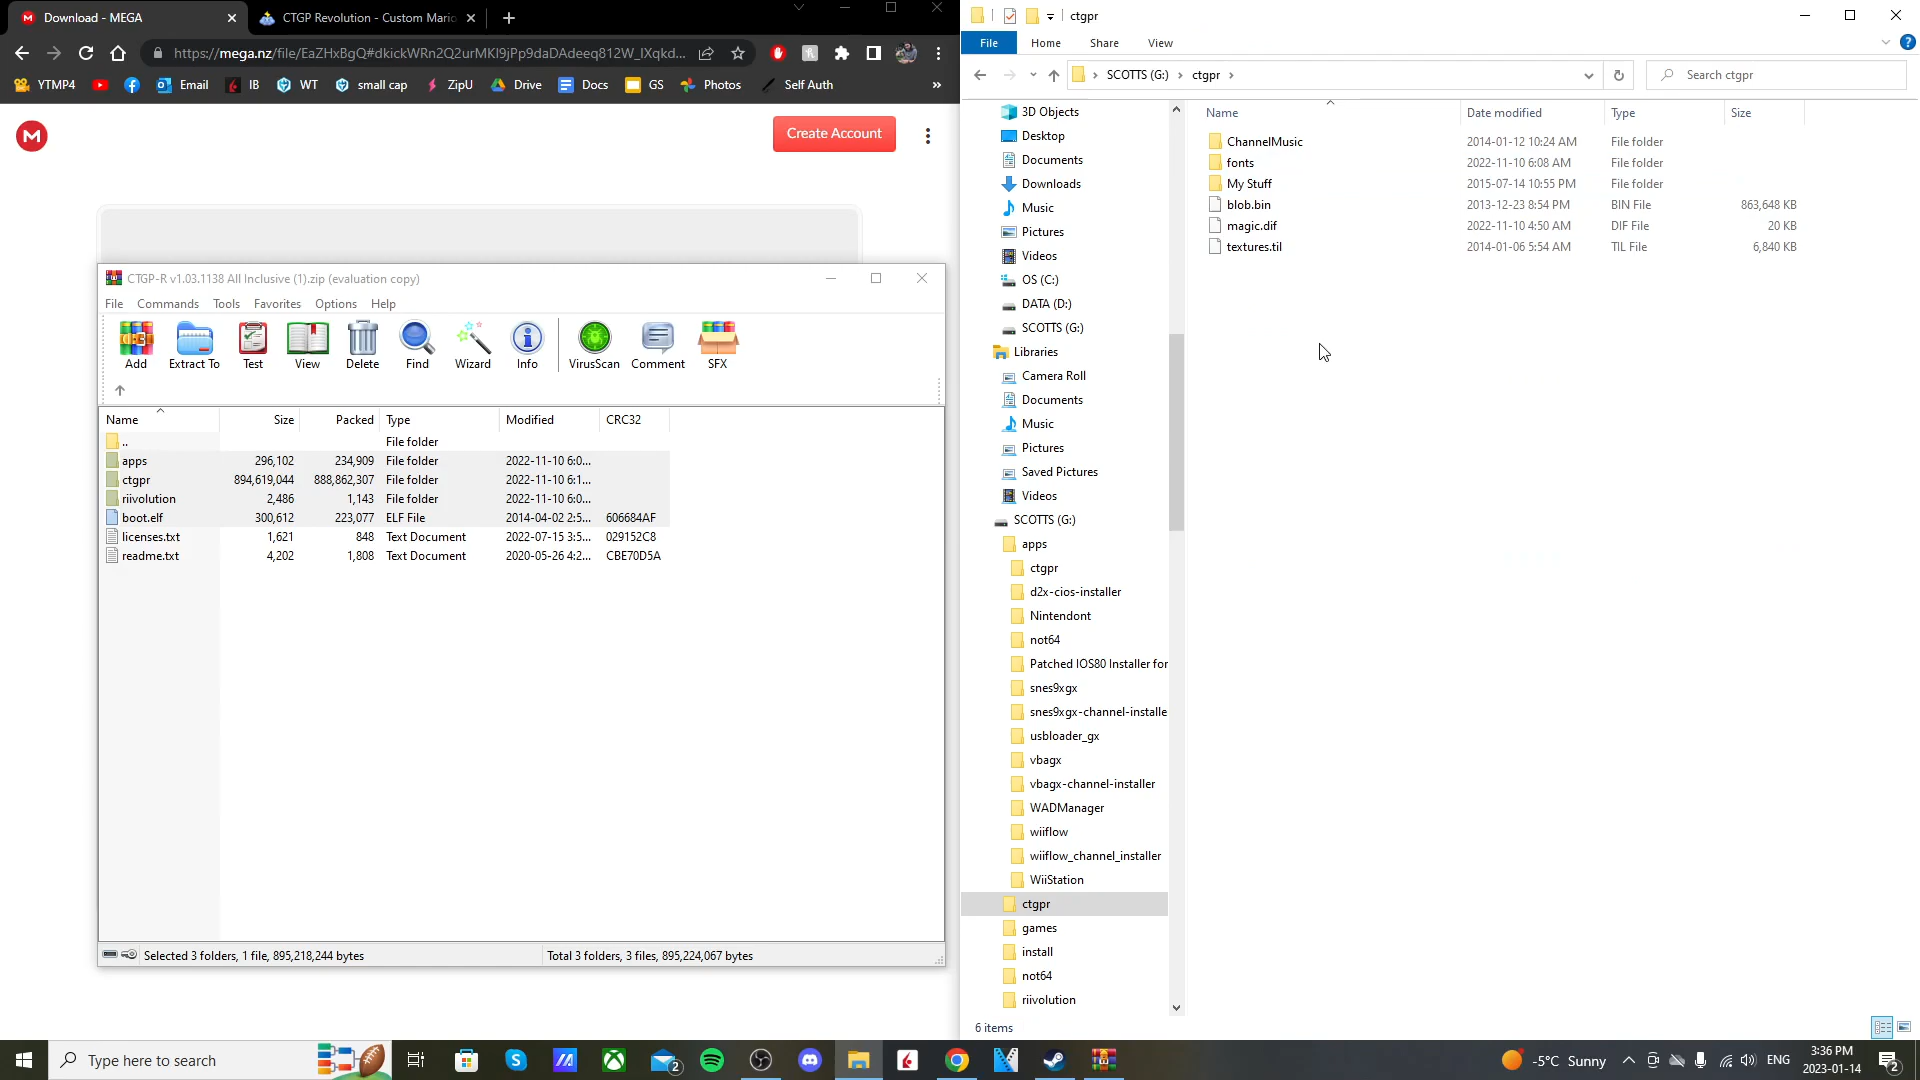 Download - MEGA
CTGP Revolution - Custom Mario
https://mega.nz/file/EaZHxBgQ#dkickWRn2Q2urMKI9jPp9daDAdeeq812W_IXqkd...
YTMP4
Email
IB
WT
small cap
ZipU
Drive
Docs
GS
Photos
Self Auth
»
M
Create Account
CTGP-R v1.03.1138 All Inclusive (1).zip (evaluation copy)
File Commands Tools Favorites Options Help
Add
Extract To
Test
View
Delete
Find
Wizard
Info
VirusScan
Comment
SFX
Name Size Packed Type Modified CRC32
.. File folder
apps 296,102 234,909 File folder 2022-11-10 6:0...
ctgpr 894,619,044 888,862,307 File folder 2022-11-10 6:1...
riivolution 2,486 1,143 File folder 2022-11-10 6:0...
boot.elf 300,612 223,077 ELF File 2014-04-02 2:5... 606684AF
licenses.txt 1,621 848 Text Document 2022-07-15 3:5... 029152C8
readme.txt 4,202 1,808 Text Document 2020-05-26 4:2... CBE70D5A
Selected 3 folders, 1 file, 895,218,244 bytes
Total 3 folders, 3 files, 895,224,067 bytes
ctgpr
File Home Share View
SCOTTS (G:) ctgpr
Search ctgpr
3D Objects
Desktop
Documents
Downloads
Music
Pictures
Videos
OS (C:)
DATA (D:)
SCOTTS (G:)
Libraries
Camera Roll
Documents
Music
Pictures
Saved Pictures
Videos
SCOTTS (G:)
apps
ctgpr
d2x-cios-installer
Nintendont
not64
Patched IOS80 Installer for
snes9xgx
snes9xgx-channel-installe
usbloader_gx
vbagx
vbagx-channel-installer
WADManager
wiiflow
wiiflow_channel_installer
WiiStation
ctgpr
games
install
not64
riivolution
Name Date modified Type Size
ChannelMusic 2014-01-12 10:24 AM File folder
fonts 2022-11-10 6:08 AM File folder
My Stuff 2015-07-14 10:55 PM File folder
blob.bin 2013-12-23 8:54 PM BIN File 863,648 KB
magic.dif 2022-11-10 4:50 AM DIF File 20 KB
textures.til 2014-01-06 5:54 AM TIL File 6,840 KB
6 items
Type here to search
2
-5°C Sunny
ENG
3:36 PM
2023-01-14
2